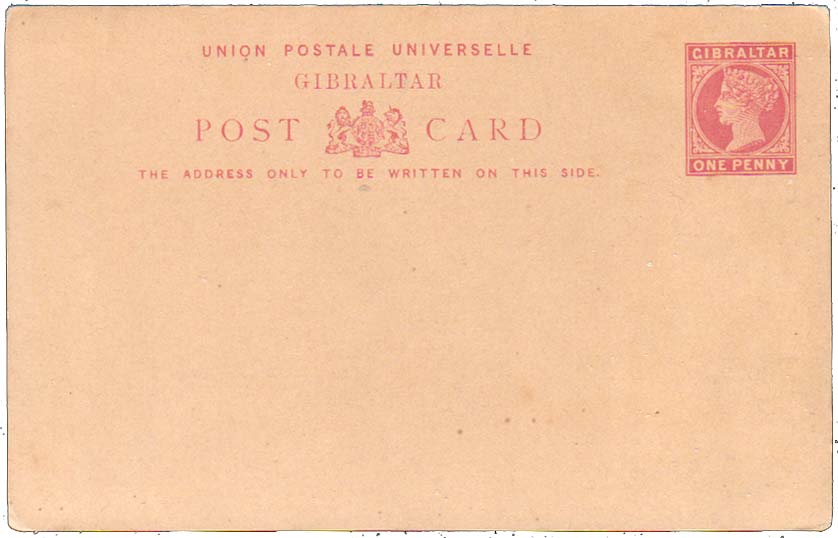 UNION POSTALE UNIVERSELLE
GIBRALTAR
POST CARD
THE ADDRESS ONLY TO BE WRITTEN ON THIS SIDE.
GIBRALTAR
ONE PENNY